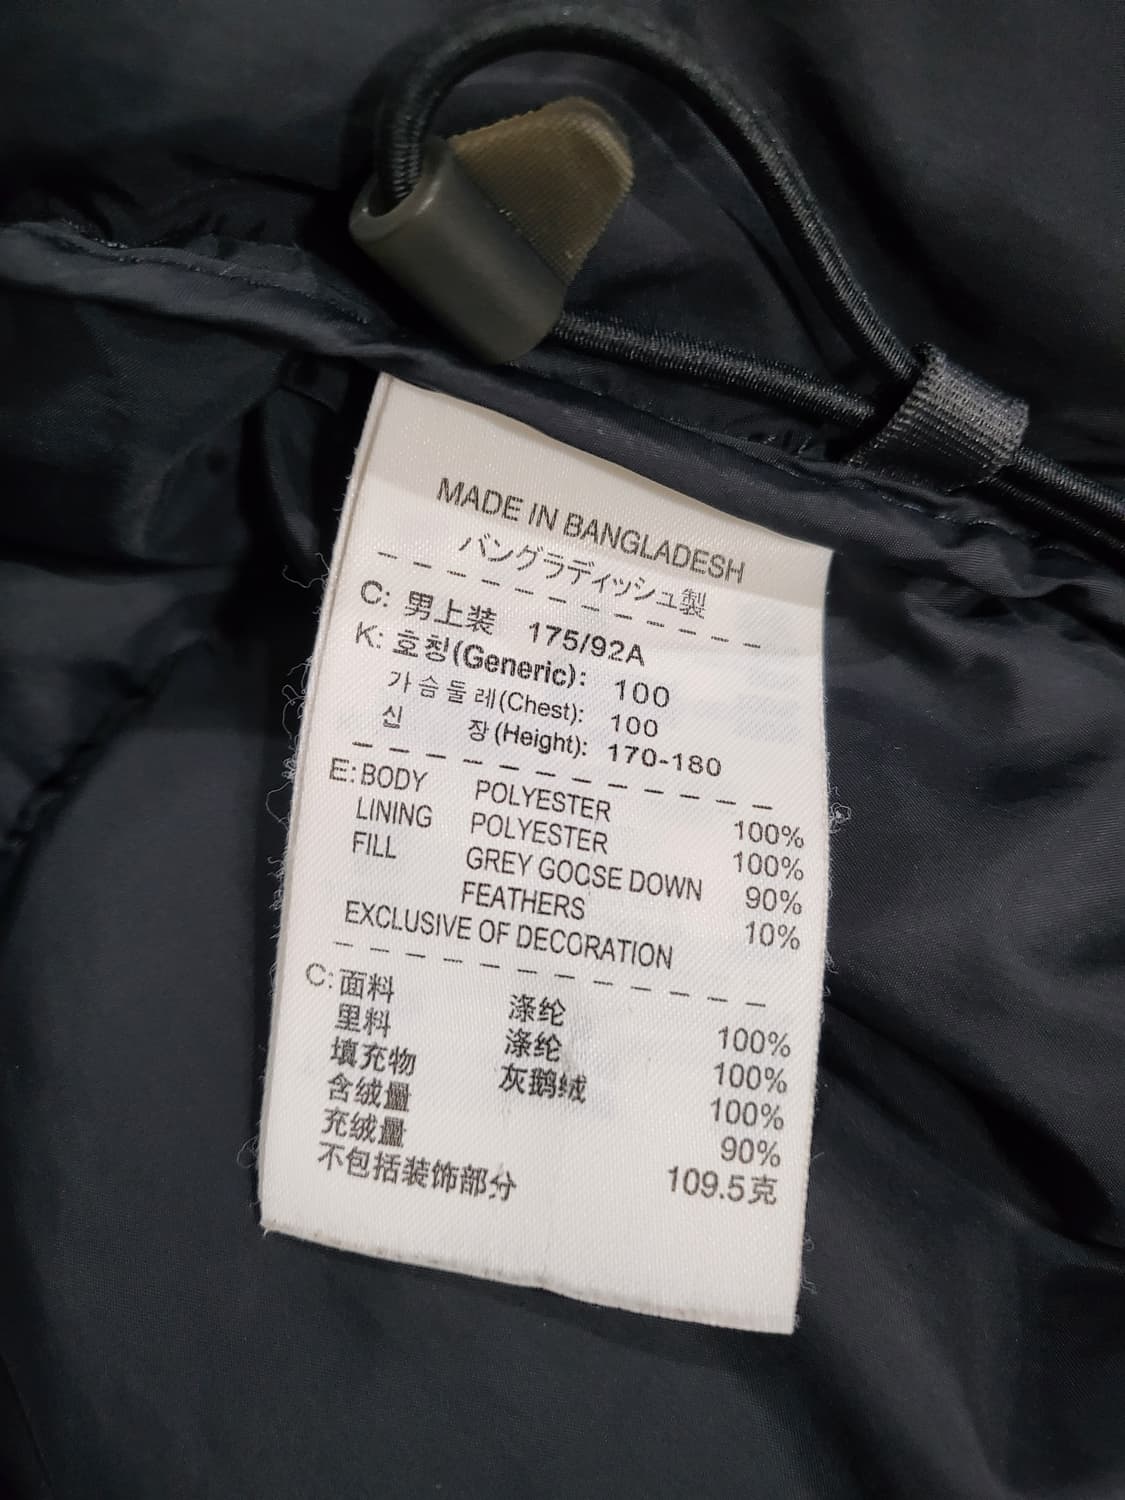 MADE IN BANGLADESH
バングラディッシュ製
C: 男上装 175/92A
K: 호칭(Generic): 100
가슴둘레(Chest): 100
신 장(Height): 170-180
E: BODY POLYESTER 100%
LINING POLYESTER 100%
FILL GREY GOOSE DOWN 90%
FEATHERS 10%
EXCLUSIVE OF DECORATION
C: 面料 涤纶 100%
里料 涤纶 100%
填充物 灰鹅绒 100%
含绒量 90%
充绒量 109.5克
不包括装饰部分